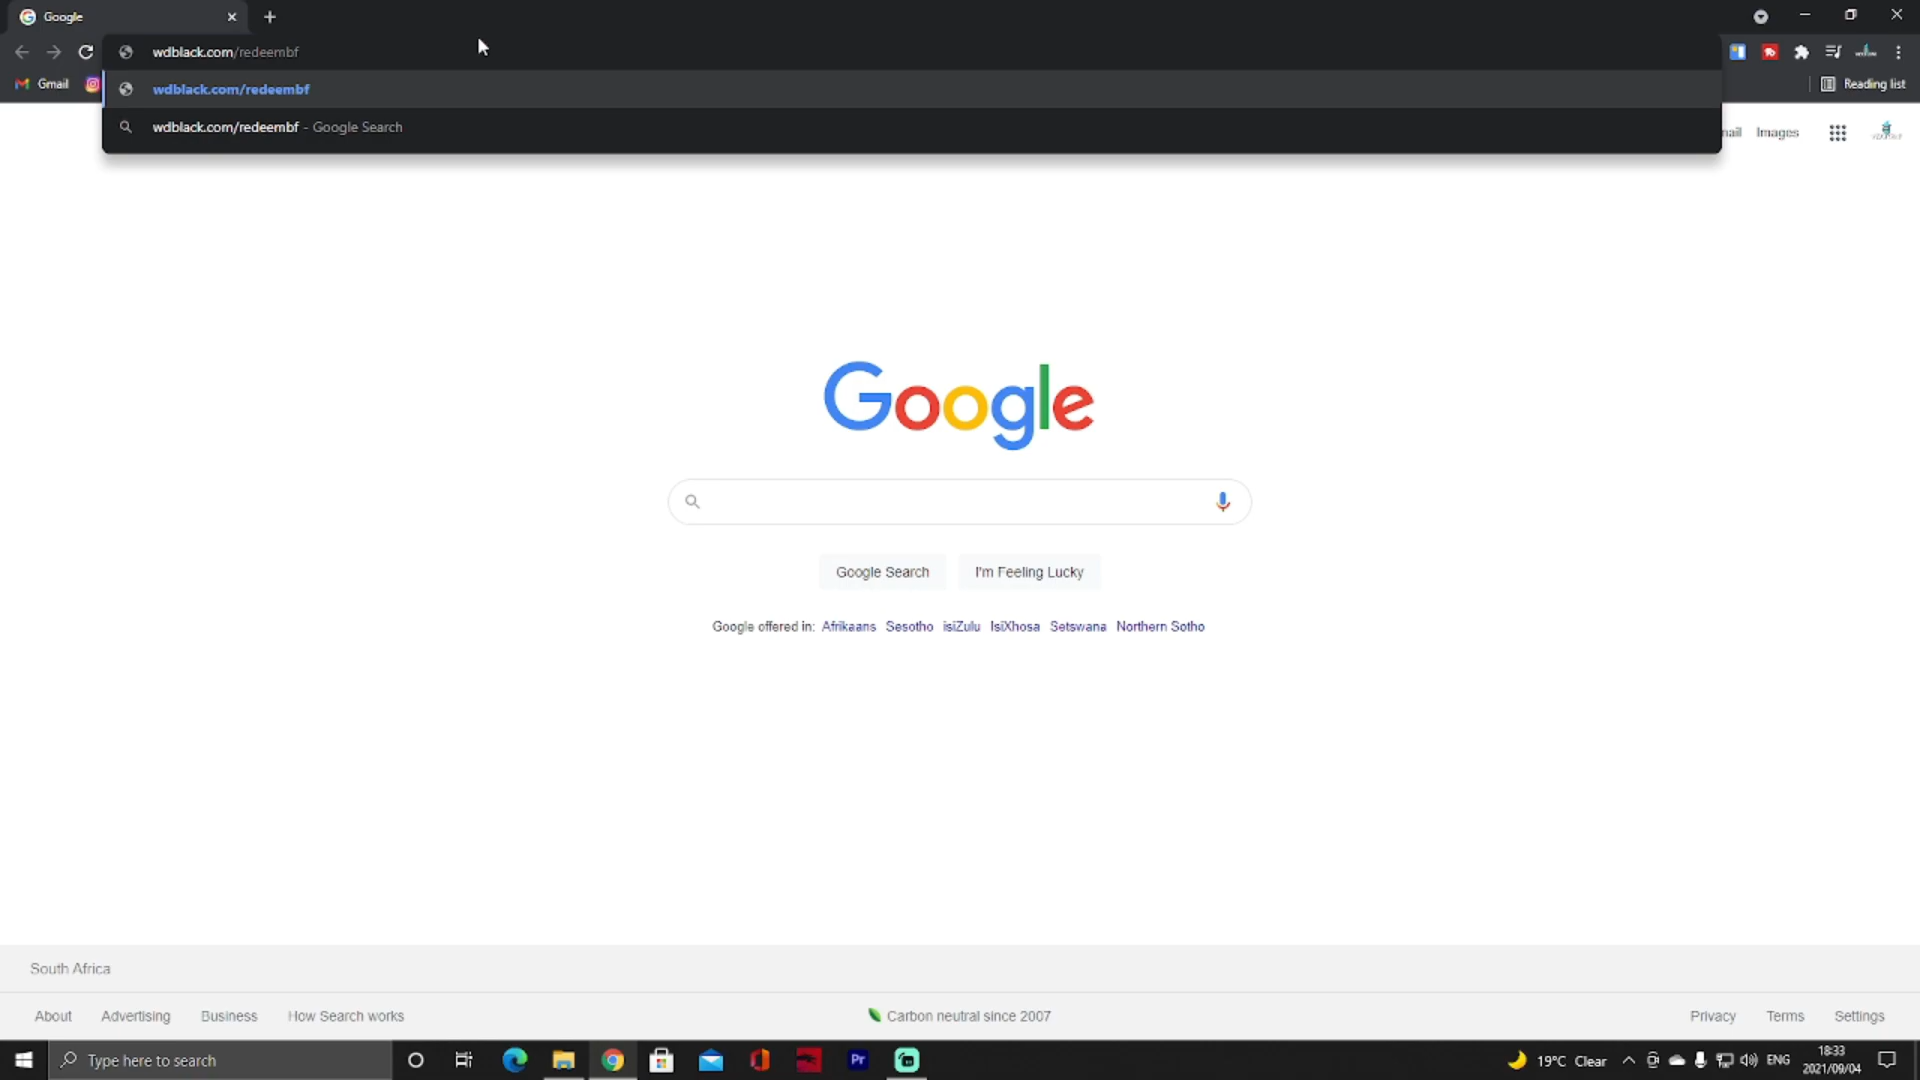 Google
wdblack.com/redeembf
Gmail
Reading list
wdblack.com/redeembf
wdblack.com/redeembf - Google Search
Images
Google
Google Search
I'm Feeling Lucky
Google offered in: Afrikaans Sesotho isiZulu IsiXhosa Setswana Northern Sotho
South Africa
About Advertising Business How Search works
Carbon neutral since 2007
Privacy Terms Settings
Type here to search
Pr
19°C Clear
ENG
18:33
2021/09/04